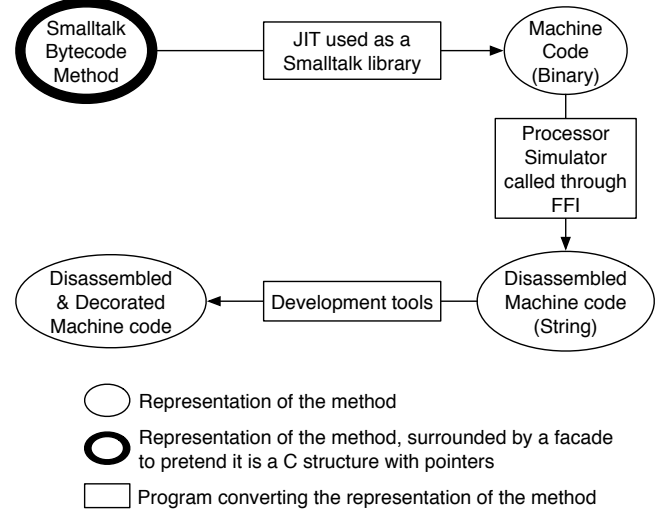 Smalltalk
Bytecode
Method
JIT used as a
Smalltalk library
Machine
Code
(Binary)
Processor
Simulator
called through
FFI
Disassembled
& Decorated
Machine code
Development tools
Disassembled
Machine code
(String)
Representation of the method
Representation of the method, surrounded by a facade
to pretend it is a C structure with pointers
Program converting the representation of the method